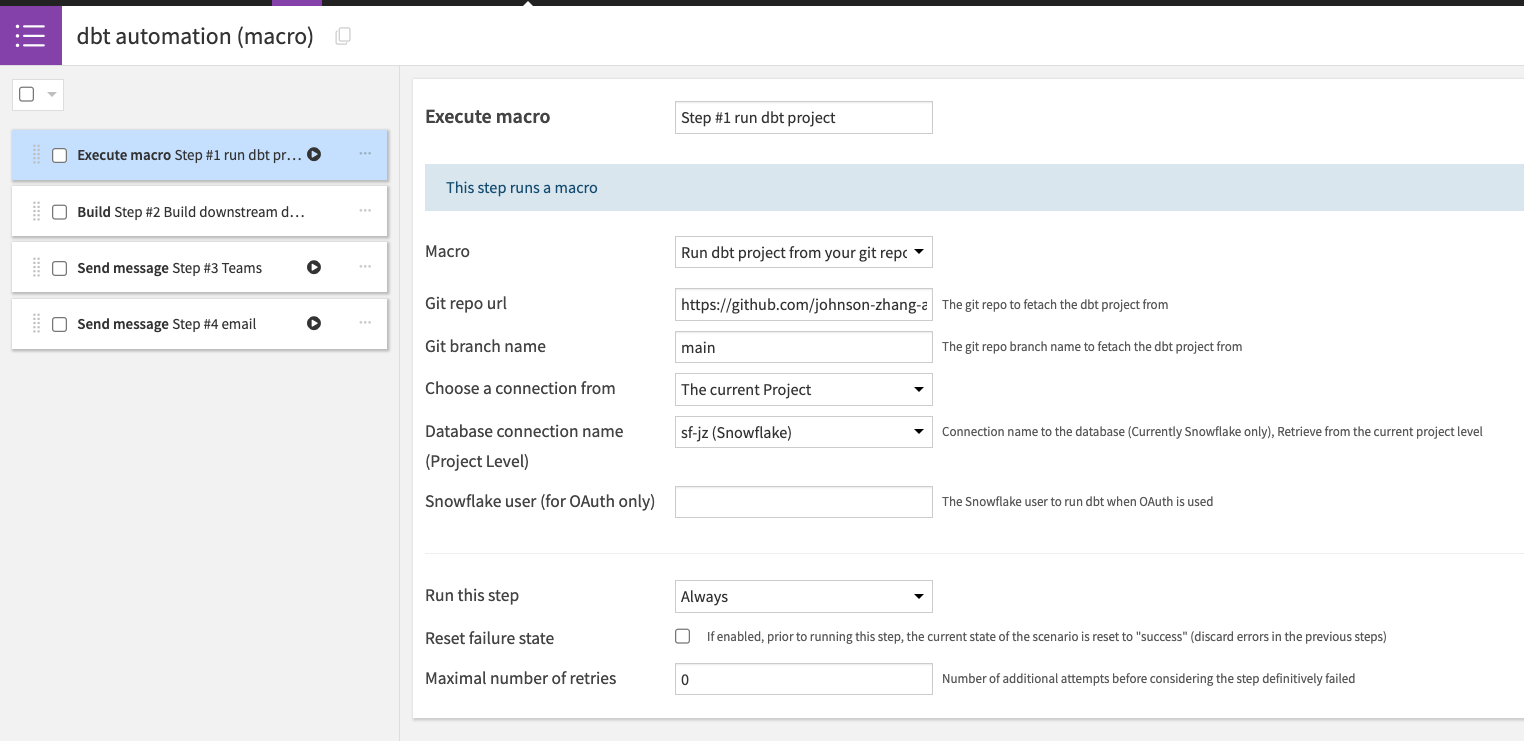 dbt automation (macro)
Execute macro Step #1 run dbt pr...
Build Step #2 Build downstream d...
Send message Step #3 Teams
Send message Step #4 email
Execute macro Step #1 run dbt project
This step runs a macro
Macro Run dbt project from your git repo
Git repo url https://github.com/johnson-zhang-a The git repo to fetach the dbt project from
Git branch name main The git repo branch name to fetach the dbt project from
Choose a connection from The current Project
Database connection name (Project Level) sf-jz (Snowflake) Connection name to the database (Currently Snowflake only), Retrieve from the current project level
Snowflake user (for OAuth only) The Snowflake user to run dbt when OAuth is used
Run this step Always
Reset failure state If enabled, prior to running this step, the current state of the scenario is reset to "success" (discard errors in the previous steps)
Maximal number of retries 0 Number of additional attempts before considering the step definitively failed